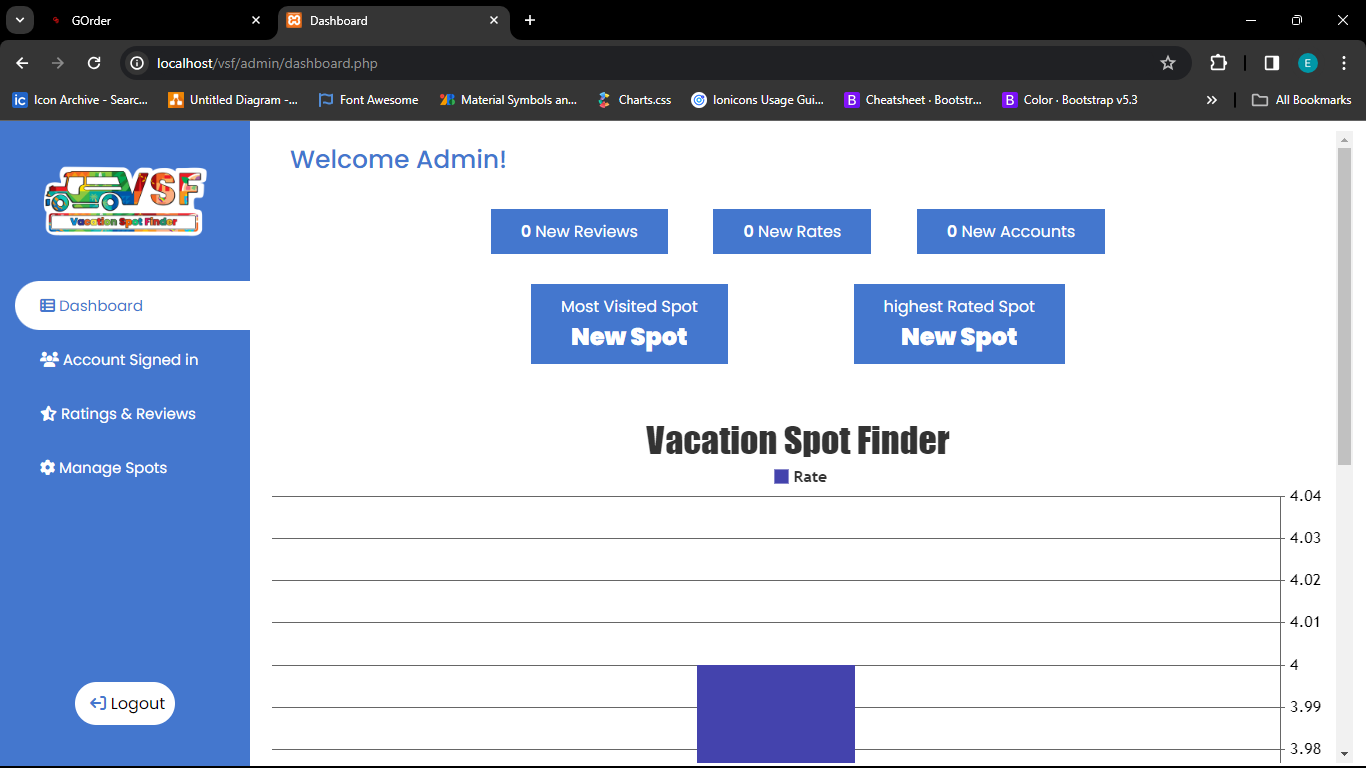 GOrder
Dashboard
localhost/vsf/admin/dashboard.php
E
Icon Archive - Searc...
Untitled Diagram -...
Font Awesome
Material Symbols an...
Charts.css
Ionicons Usage Gui...
Cheatsheet · Bootstr...
Color · Bootstrap v5.3
All Bookmarks
VSF
Vacation Spot Finder
Dashboard
Account Signed in
Ratings & Reviews
Manage Spots
Logout
Welcome Admin!
0 New Reviews
0 New Rates
0 New Accounts
Most Visited Spot
New Spot
highest Rated Spot
New Spot
Vacation Spot Finder
Rate
4.04
4.03
4.02
4.01
4
3.99
3.98